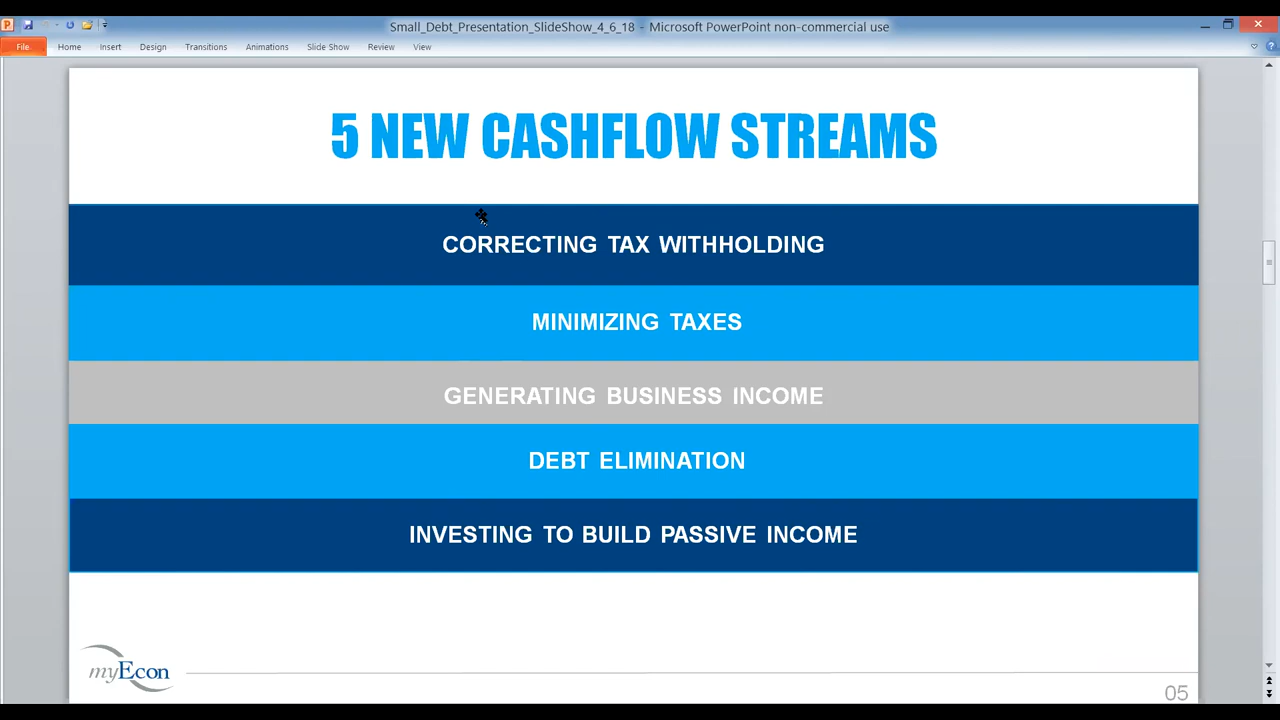 Small_Debt_Presentation_SlideShow_4_6_18 - Microsoft PowerPoint non-commercial use
File Home Insert Design Transitions Animations Slide Show Review View
5 NEW CASHFLOW STREAMS
CORRECTING TAX WITHHOLDING
MINIMIZING TAXES
GENERATING BUSINESS INCOME
DEBT ELIMINATION
INVESTING TO BUILD PASSIVE INCOME
myEcon
05